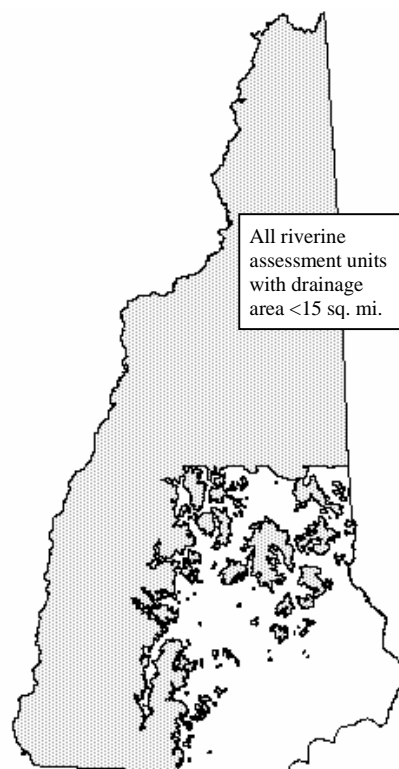 All riverine
assessment units
with drainage
area <15 sq. mi.